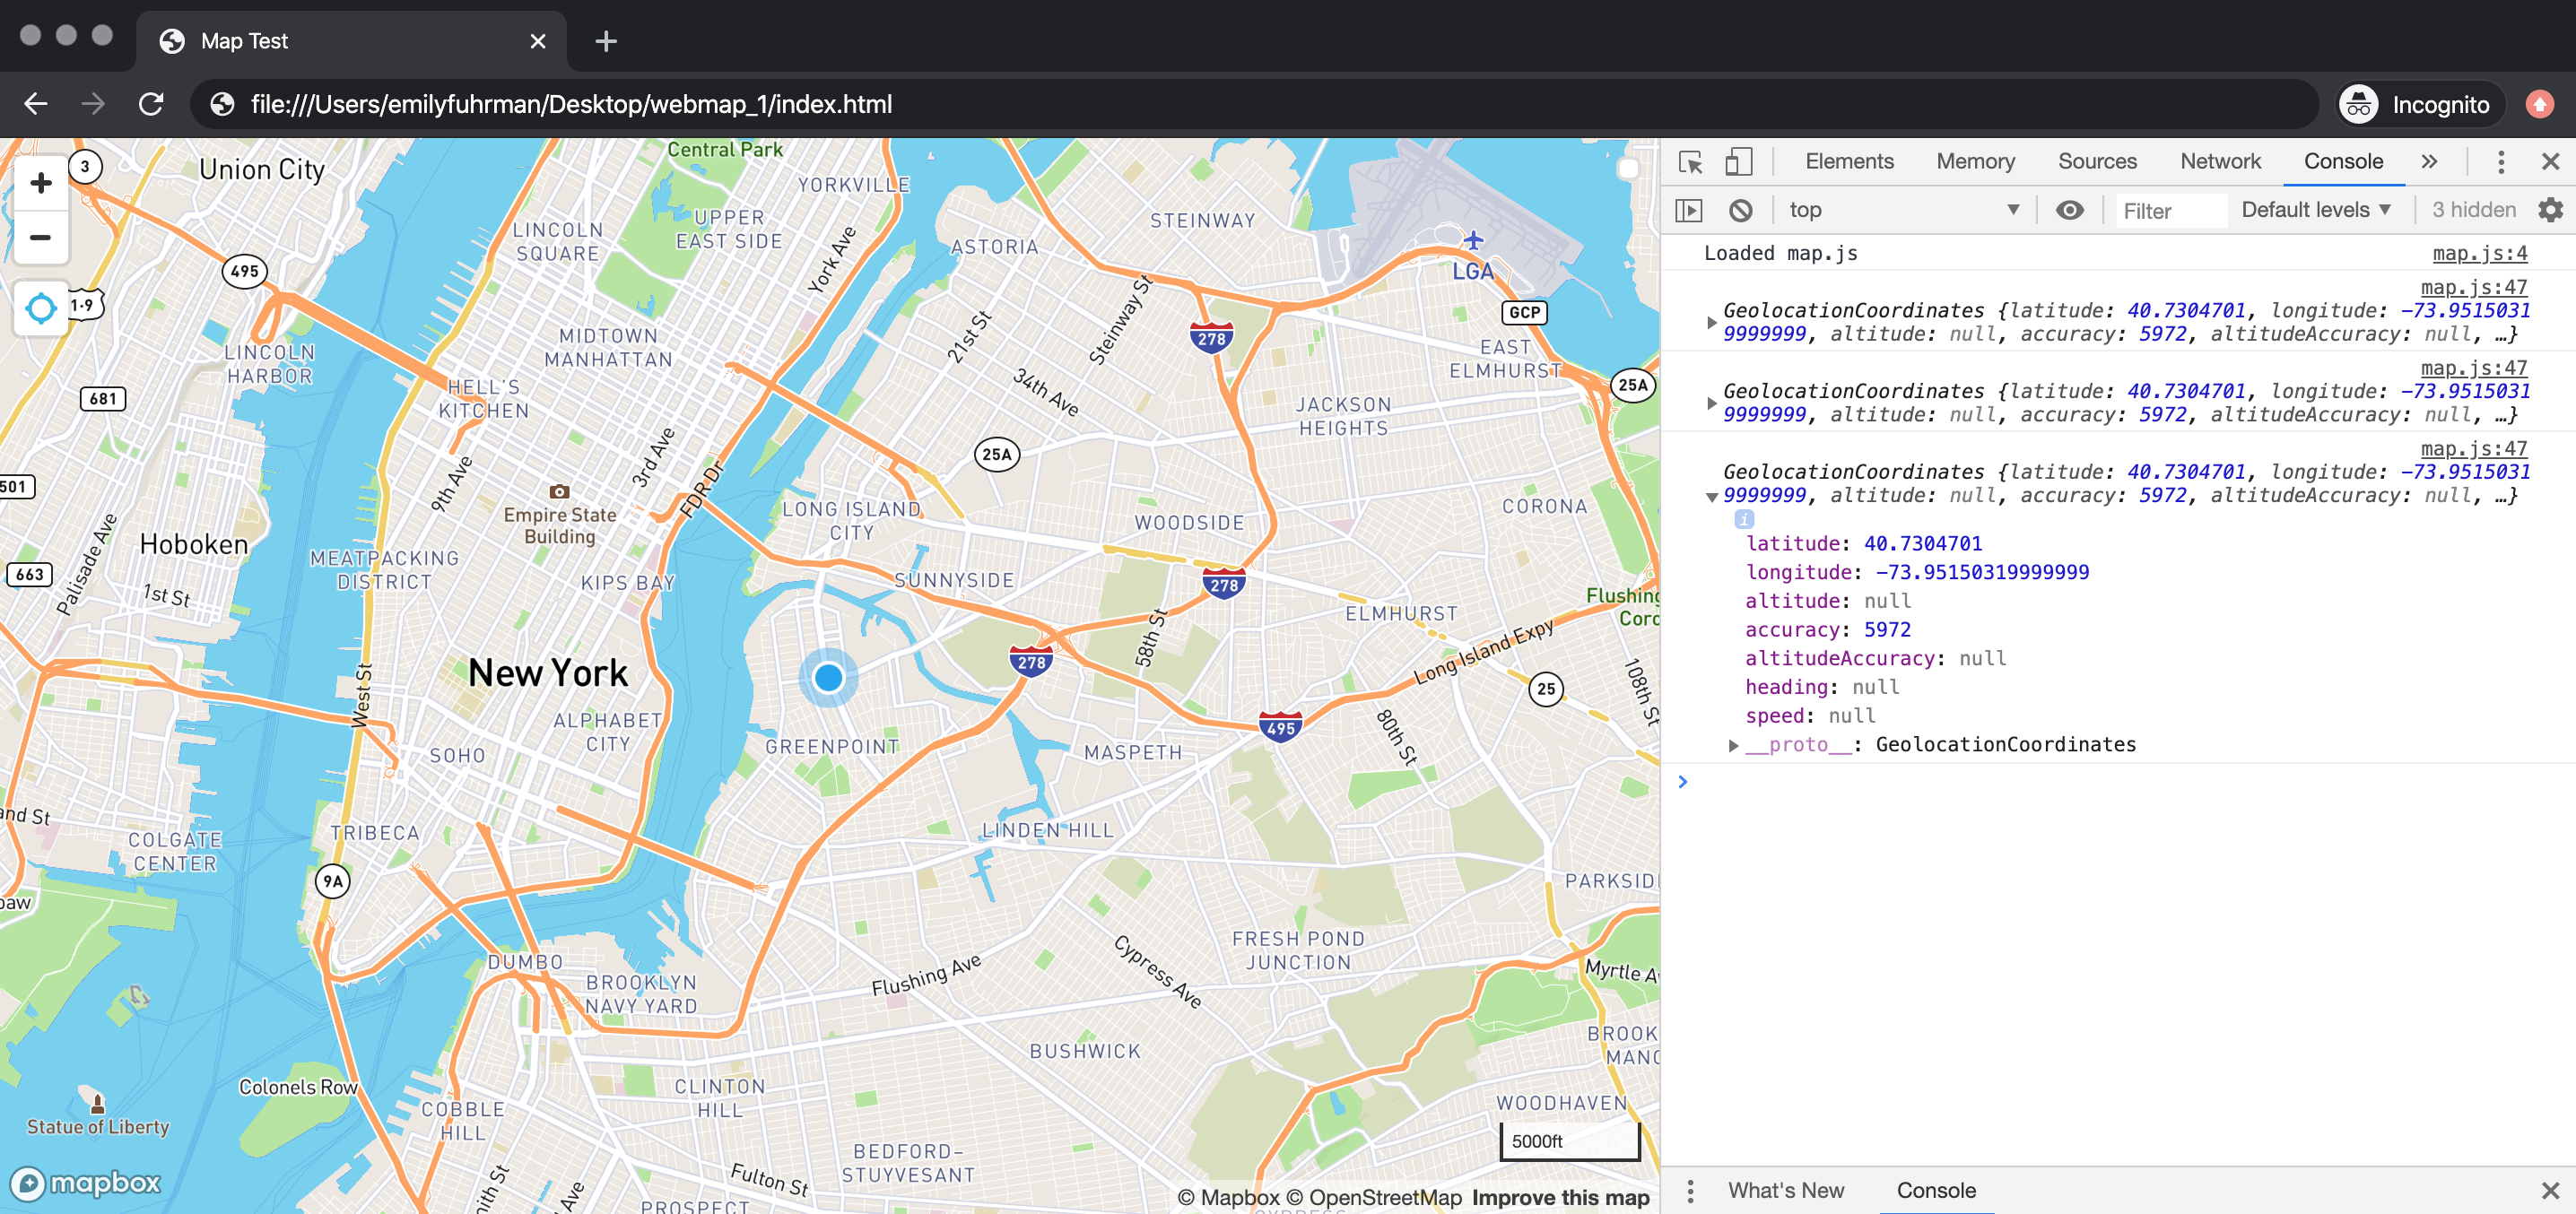 Map Test
file:///Users/emilyfuhrman/Desktop/webmap_1/index.html
Incognito
Elements Memory Sources Network Console
top Filter Default levels 3 hidden
Loaded map.js map.js:4
map.js:47
GeolocationCoordinates {latitude: 40.7304701, longitude: -73.9515031
9999999, altitude: null, accuracy: 5972, altitudeAccuracy: null, …}
map.js:47
GeolocationCoordinates {latitude: 40.7304701, longitude: -73.9515031
9999999, altitude: null, accuracy: 5972, altitudeAccuracy: null, …}
map.js:47
GeolocationCoordinates {latitude: 40.7304701, longitude: -73.9515031
9999999, altitude: null, accuracy: 5972, altitudeAccuracy: null, …}
i
latitude: 40.7304701
longitude: -73.95150319999999
altitude: null
accuracy: 5972
altitudeAccuracy: null
heading: null
speed: null
__proto__: GeolocationCoordinates
What's New Console
+
−
3
Union City
Central Park
YORKVILLE
UPPER
EAST SIDE
LINCOLN
SQUARE
York Ave
ASTORIA
STEINWAY
LGA
495
1·9
GCP
MIDTOWN
MANHATTAN
21st St
Steinway St
278
LINCOLN
HARBOR
EAST
ELMHURST
25A
681
HELL'S
KITCHEN
34th Ave
JACKSON
HEIGHTS
9th Ave
3rd Ave
FDR Dr
25A
501
Empire State
Building
LONG ISLAND
CITY
WOODSIDE
CORONA
Palisade Ave
Hoboken
MEATPACKING
DISTRICT
KIPS BAY
SUNNYSIDE
278
663
1st St
ELMHURST
Flushing
Coro
58th St
Long Island Expy
278
New York
West St
108th St
25
ALPHABET
CITY
495
80th St
SOHO
GREENPOINT
MASPETH
and St
TRIBECA
COLGATE
CENTER
LINDEN HILL
9A
PARKSID
paw
FRESH POND
JUNCTION
DUMBO
Flushing Ave
Cypress Ave
Myrtle A
BROOKLYN
NAVY YARD
BROOK
MANO
BUSHWICK
Colonels Row
CLINTON
HILL
COBBLE
HILL
WOODHAVEN
Statue of Liberty
5000ft
BEDFORD–
STUYVESANT
Fulton St
mith St
Ave
PROSPECT
mapbox
© Mapbox © OpenStreetMap Improve this map